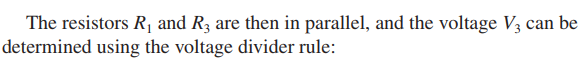 The resistors R₁ and R₃ are then in parallel, and the voltage V₃ can be
determined using the voltage divider rule: